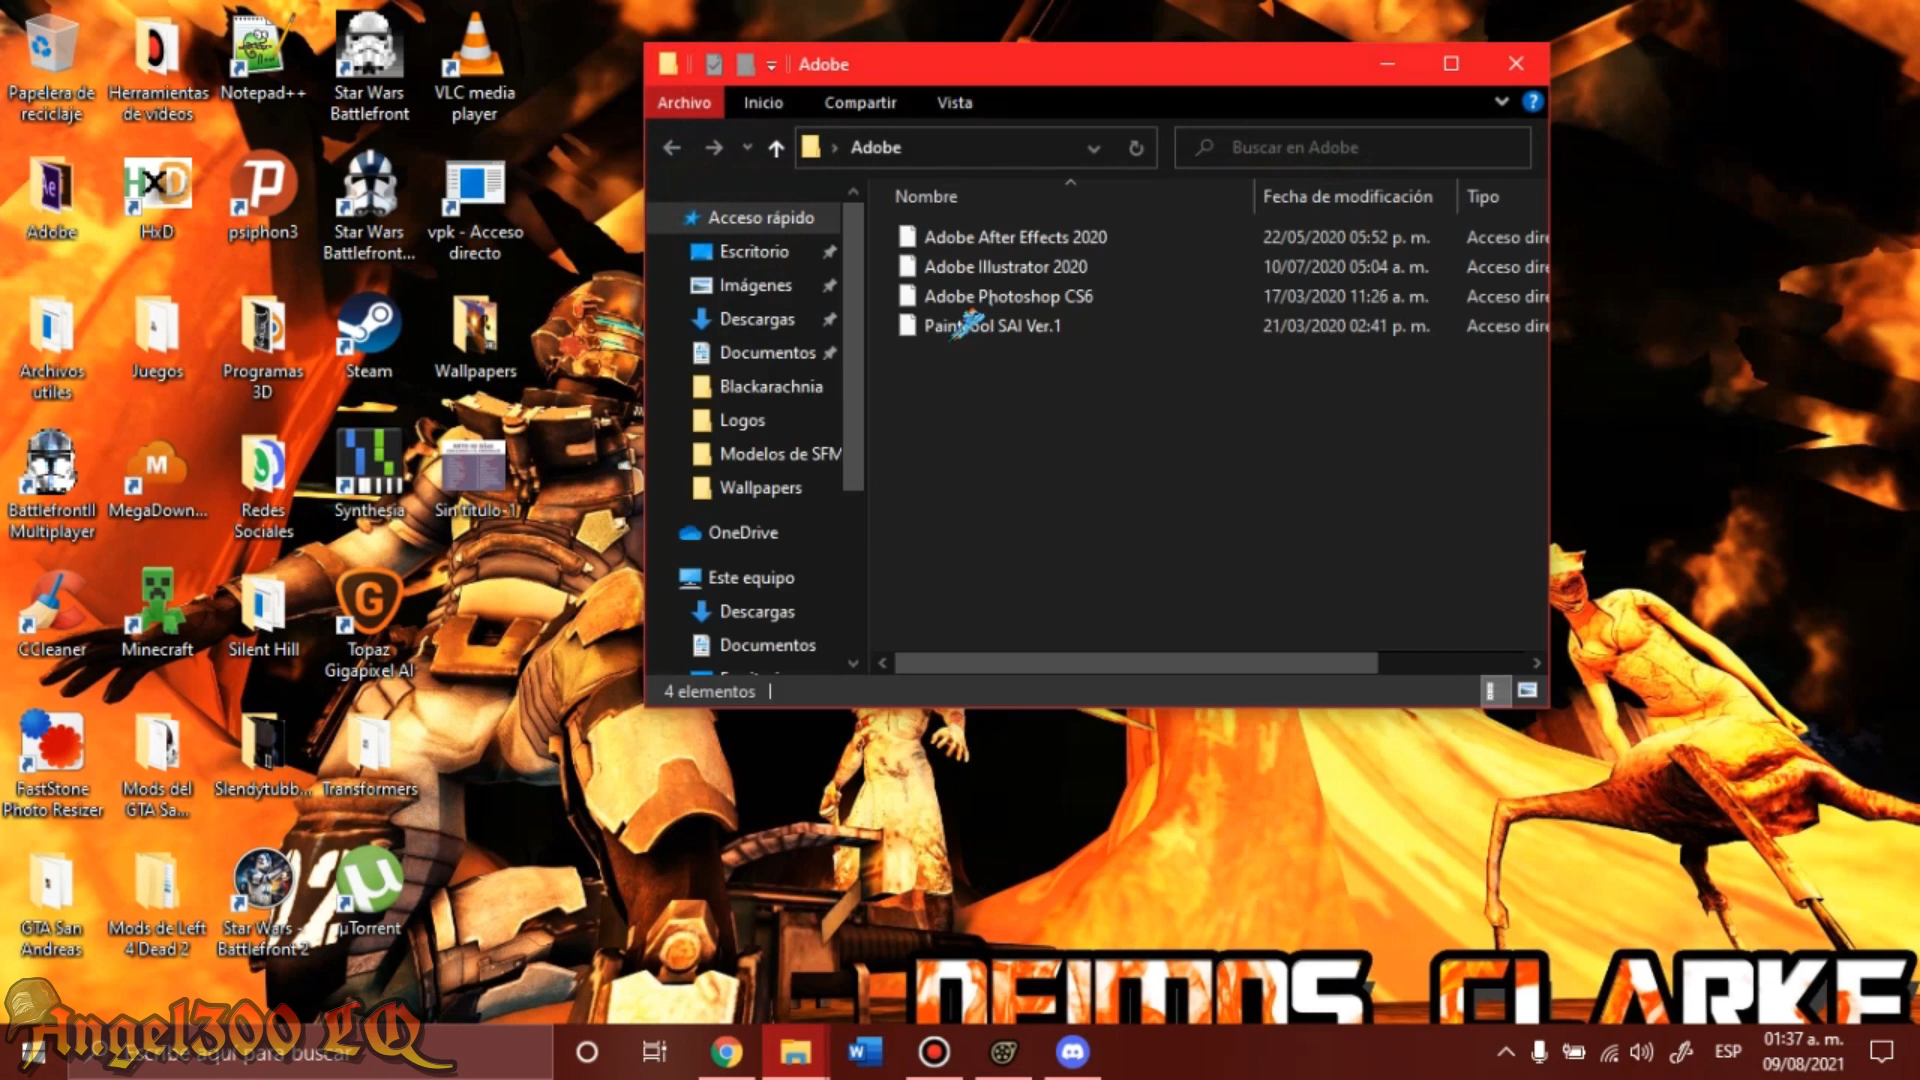 Papelera de
reciclaje
Herramientas
de videos
Notepad++
Star Wars
Battlefront
VLC media
player
Adobe
HxD
psiphon3
Star Wars
Battlefront...
vpk - Acceso
directo
Archivos
utiles
Juegos
Programas
3D
Steam
Wallpapers
BattlefrontII
Multiplayer
MegaDown...
Redes
Sociales
Synthesia
Sin título-1
CCleaner
Minecraft
Silent Hill
Topaz
Gigapixel AI
FastStone
Photo Resizer
Mods del
GTA Sa...
Slendytubb...
Transformers
GTA San
Andreas
Mods de Left
4 Dead 2
Star Wars -
Battlefront 2
µTorrent
Adobe
Archivo Inicio Compartir Vista
Adobe
Buscar en Adobe
Acceso rápido
Escritorio
Imágenes
Descargas
Documentos
Blackarachnia
Logos
Modelos de SFM
Wallpapers
OneDrive
Este equipo
Descargas
Documentos
Nombre Fecha de modificación Tipo
Adobe After Effects 2020 22/05/2020 05:52 p. m. Acceso dire
Adobe Illustrator 2020 10/07/2020 05:04 a. m. Acceso dire
Adobe Photoshop CS6 17/03/2020 11:26 a. m. Acceso dire
PaintTool SAI Ver.1 21/03/2020 02:41 p. m. Acceso dire
4 elementos
DEIMOS CLARKE
Angel300 LQ
Escribe aquí para buscar
ESP
01:37 a. m.
09/08/2021